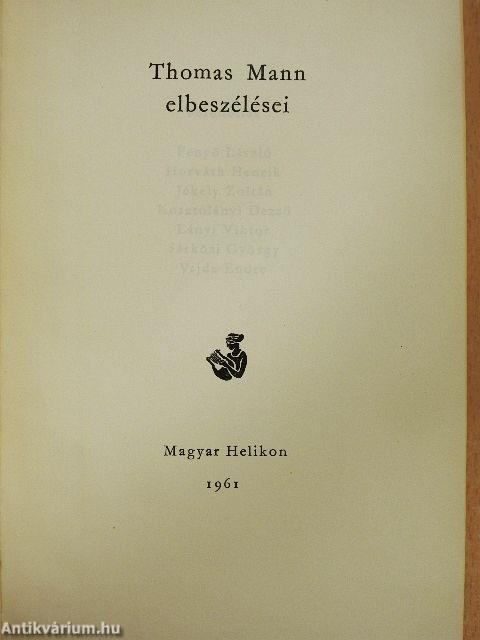 Thomas Mann
elbeszélései
Fenyő László
Horváth Henrik
Jékely Zoltán
Kosztolányi Dezső
Lányi Viktor
Sárközi György
Vajda Endre
Magyar Helikon
1961
Antikvárium.hu